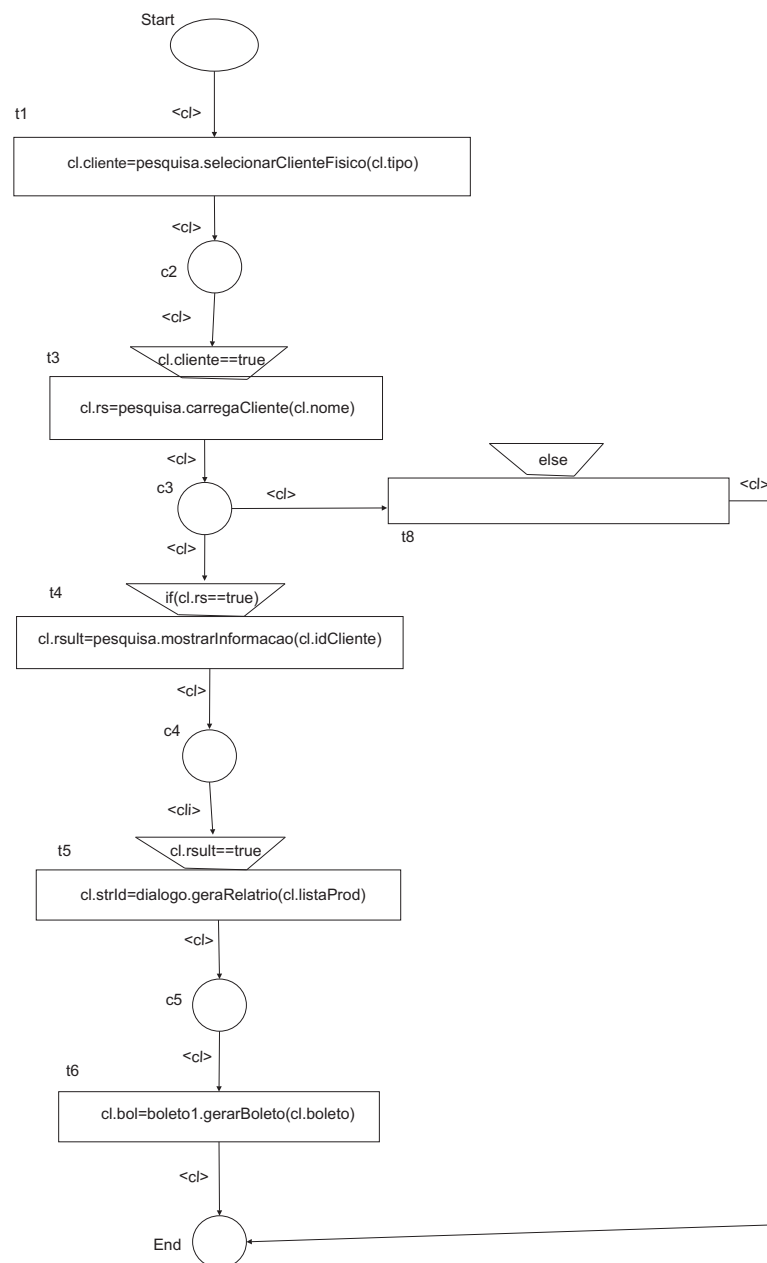 Start
<cl>
t1
cl.cliente=pesquisa.selecionarClienteFisico(cl.tipo)
<cl>
c2
<cl>
cl.cliente==true
t3
cl.rs=pesquisa.carregaCliente(cl.nome)
<cl>
else
c3
<cl>
<cl>
t8
<cl>
if(cl.rs==true)
t4
cl.rsult=pesquisa.mostrarInformacao(cl.idCliente)
<cl>
c4
<cli>
cl.rsult==true
t5
cl.strId=dialogo.geraRelatrio(cl.listaProd)
<cl>
c5
<cl>
t6
cl.bol=boleto1.gerarBoleto(cl.boleto)
<cl>
End